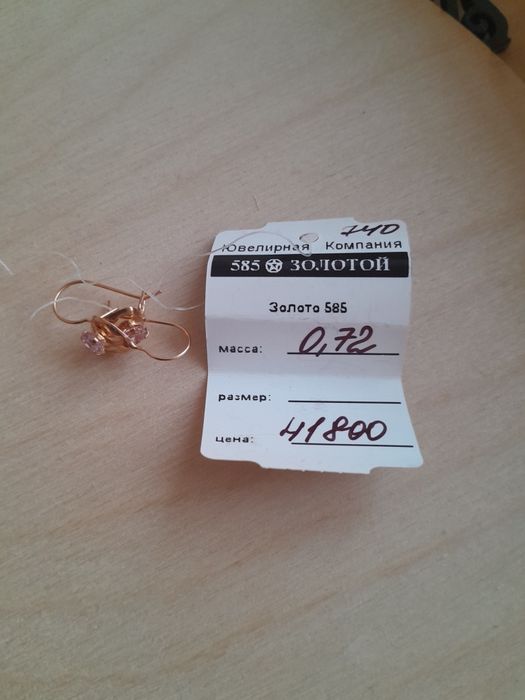 740
Ювелирная Компания
585 ЗОЛОТОЙ
Золото 585
масса: 0,72
размер:
цена: 41800